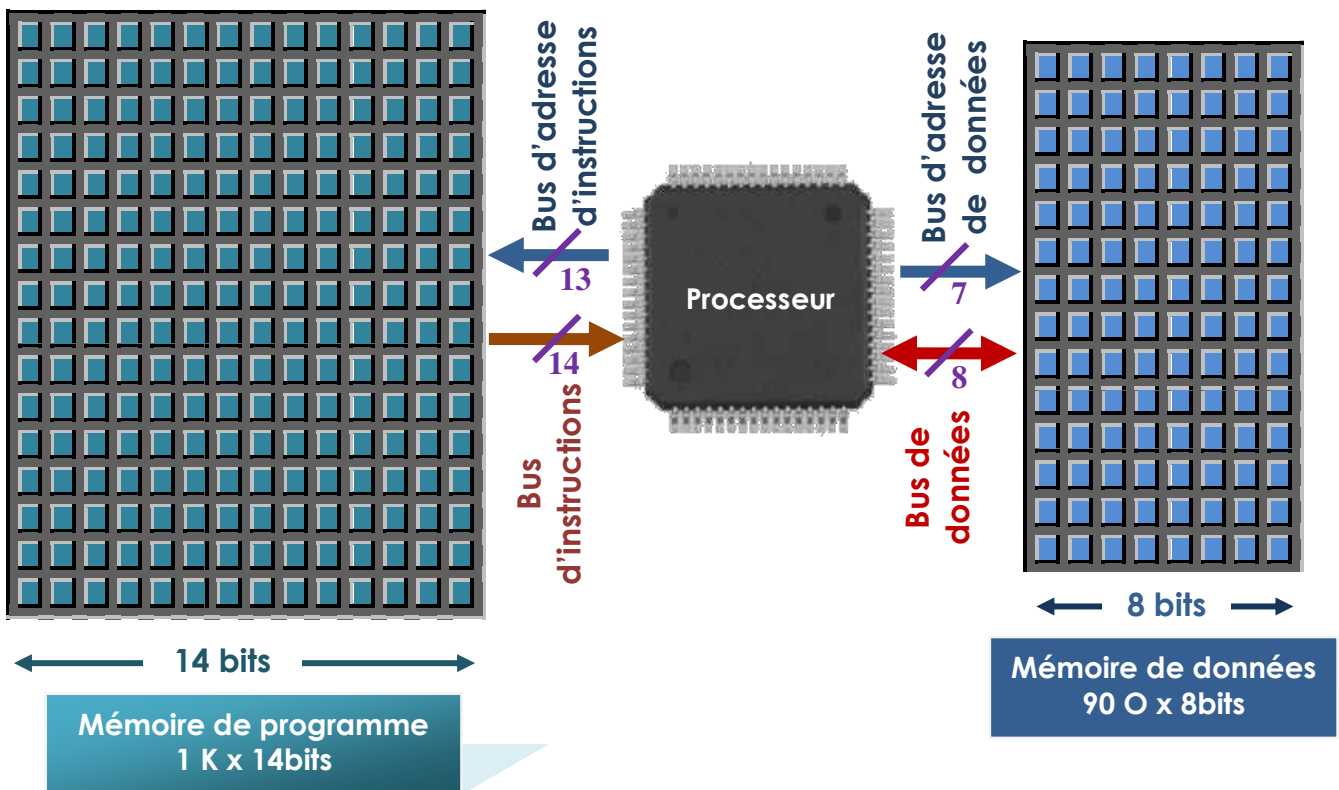 Bus d'adresse
d'instructions
13
14
Bus
d'instructions
Processeur
Bus d'adresse
de données
7
8
Bus de
données
14 bits
Mémoire de programme
1 K x 14bits
8 bits
Mémoire de données
90 O x 8bits